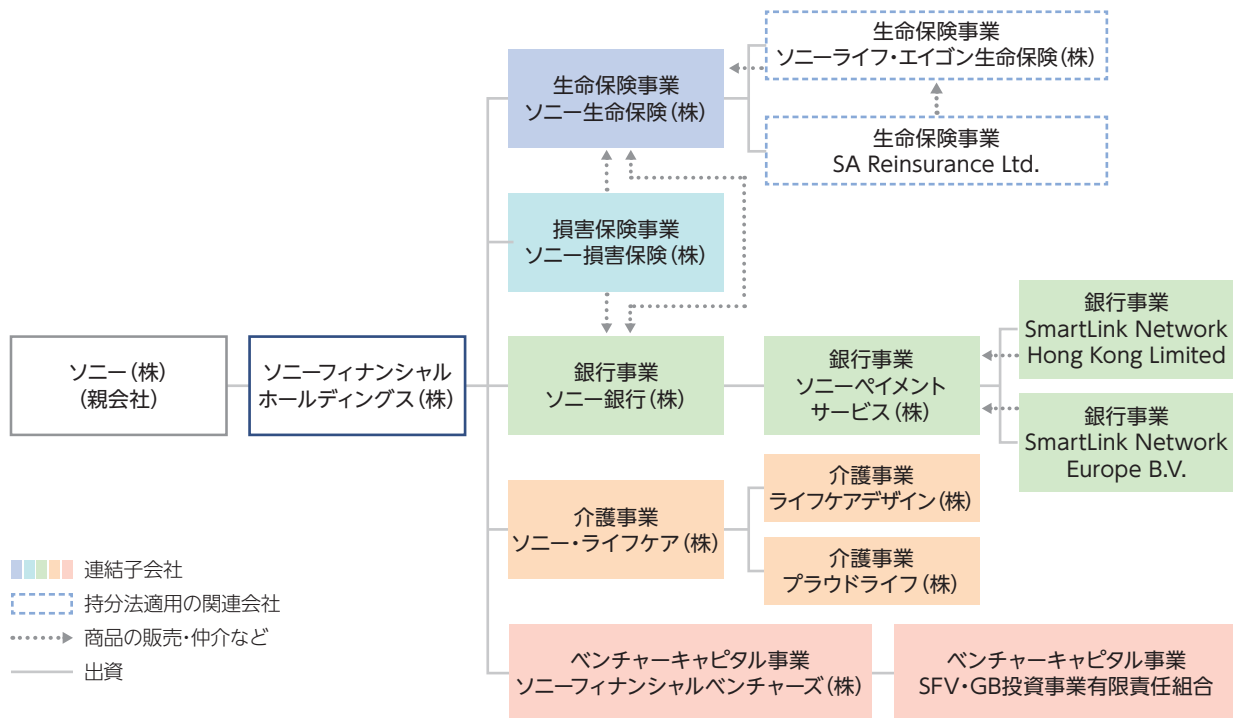 生命保険事業
ソニー生命保険(株)
生命保険事業
ソニーライフ・エイゴン生命保険(株)
生命保険事業
SA Reinsurance Ltd.
損害保険事業
ソニー損害保険(株)
ソニー(株)
(親会社)
ソニーフィナンシャル
ホールディングス(株)
銀行事業
ソニー銀行(株)
銀行事業
ソニーペイメント
サービス(株)
銀行事業
SmartLink Network
Hong Kong Limited
銀行事業
SmartLink Network
Europe B.V.
介護事業
ソニー・ライフケア(株)
介護事業
ライフケアデザイン(株)
介護事業
プラウドライフ(株)
ベンチャーキャピタル事業
ソニーフィナンシャルベンチャーズ(株)
ベンチャーキャピタル事業
SFV・GB投資事業有限責任組合
連結子会社
持分法適用の関連会社
商品の販売・仲介など
出資